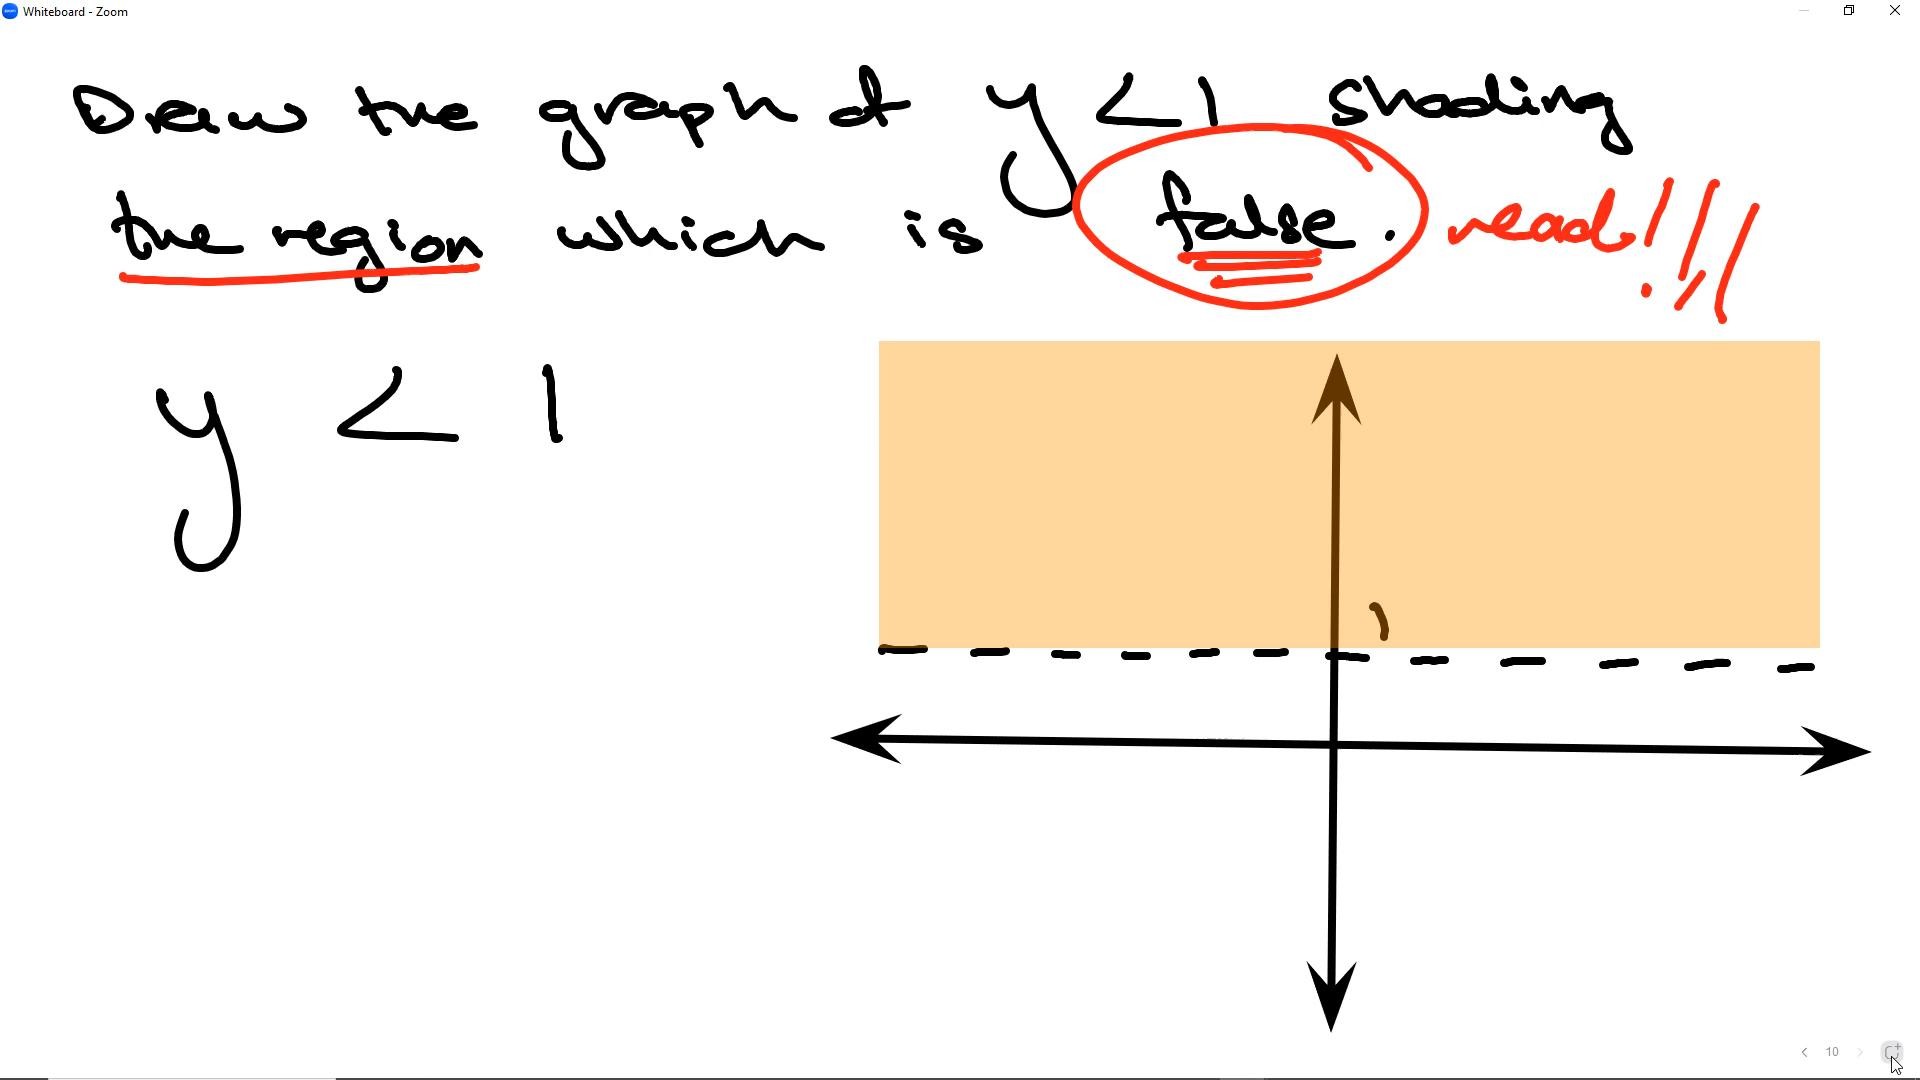 Whiteboard - Zoom
Draw the graph of y < 1 shading
the region which is false. read!!!
y < 1
1
10